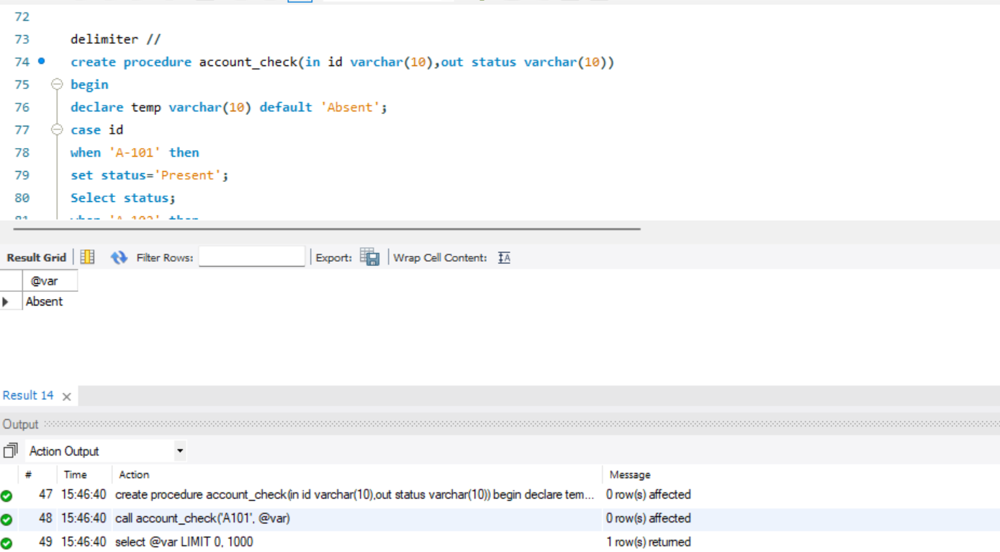 72
73 delimiter //
74 create procedure account_check(in id varchar(10),out status varchar(10))
75 begin
76 declare temp varchar(10) default 'Absent';
77 case id
78 when 'A-101' then
79 set status='Present';
80 Select status;
81 when 'A-102' then
Result Grid Filter Rows: Export: Wrap Cell Content:
@var
Absent
Result 14
Output
Action Output
# Time Action Message
47 15:46:40 create procedure account_check(in id varchar(10),out status varchar(10)) begin declare tem... 0 row(s) affected
48 15:46:40 call account_check('A101', @var) 0 row(s) affected
49 15:46:40 select @var LIMIT 0, 1000 1 row(s) returned